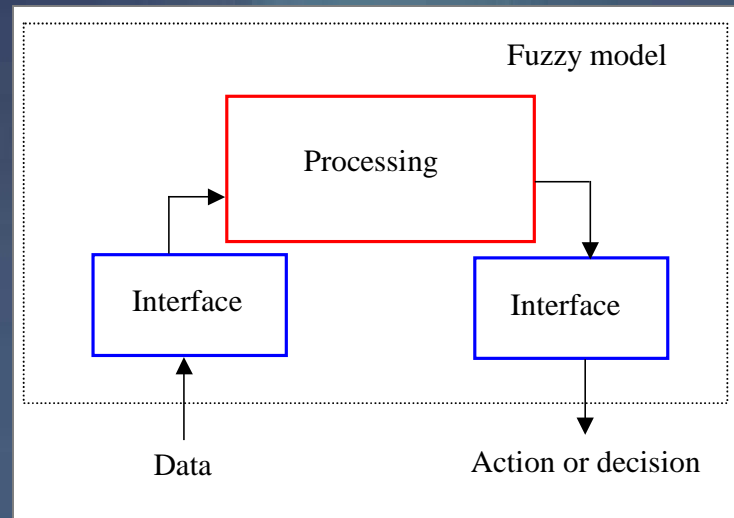 Fuzzy model
Processing
Interface
Interface
Data
Action or decision